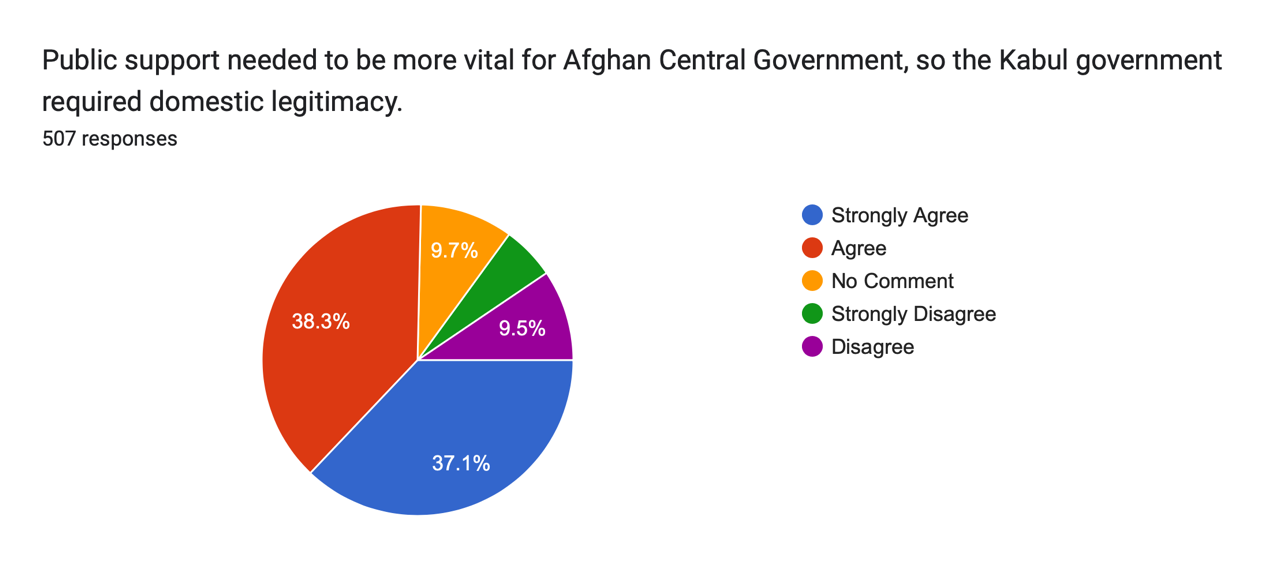 Public support needed to be more vital for Afghan Central Government, so the Kabul government
required domestic legitimacy.
507 responses
Strongly Agree
Agree
No Comment
Strongly Disagree
Disagree
9.7%
38.3%
9.5%
37.1%